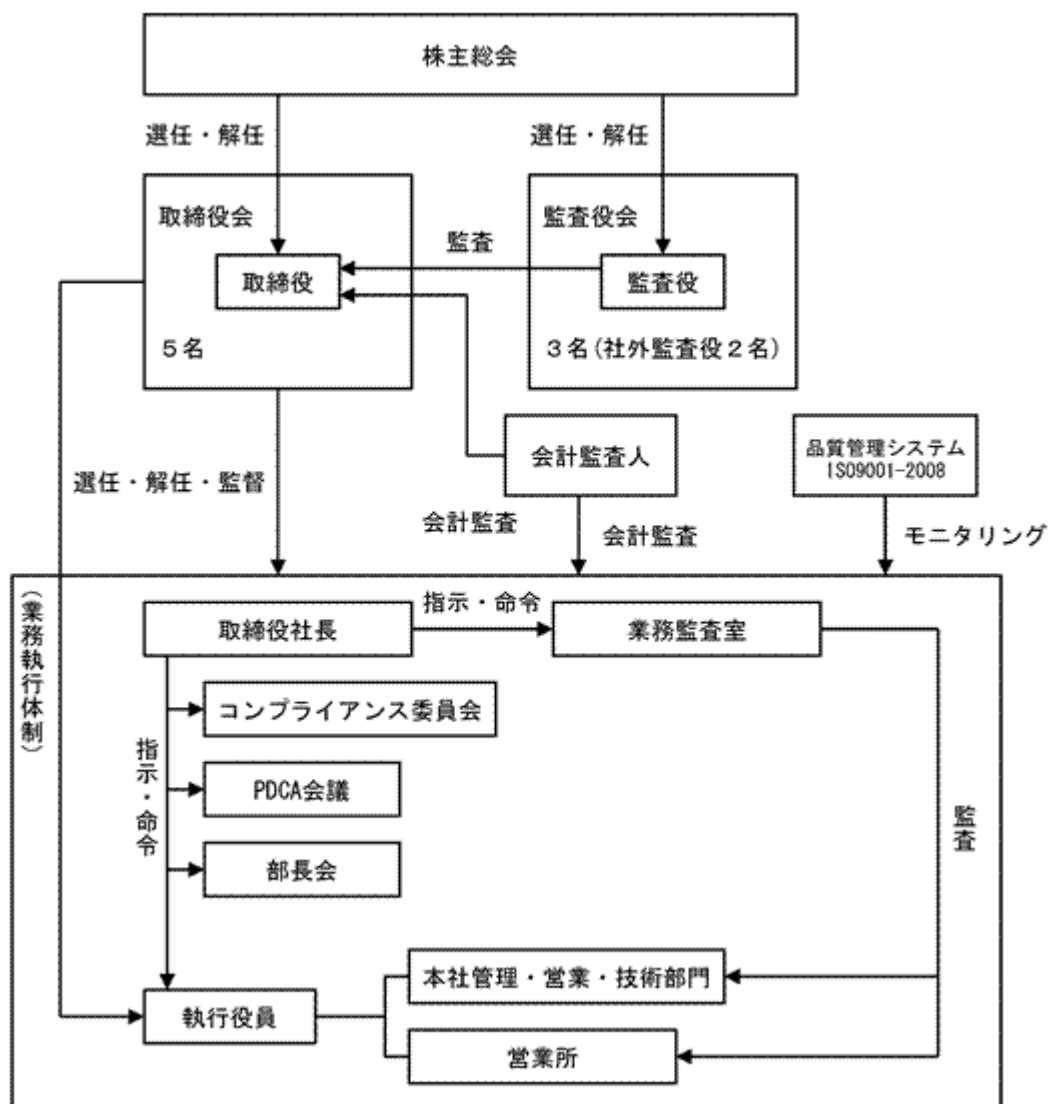 株主総会
選任・解任
選任・解任
取締役会
取締役
5名
監査
監査役会
監査役
3名(社外監査役2名)
選任・解任・監督
会計監査人
会計監査
会計監査
品質管理システム
ISO9001-2008
モニタリング
(業務執行体制)
取締役社長
指示・命令
業務監査室
コンプライアンス委員会
指示・命令
PDCA会議
部長会
監査
本社管理・営業・技術部門
執行役員
営業所